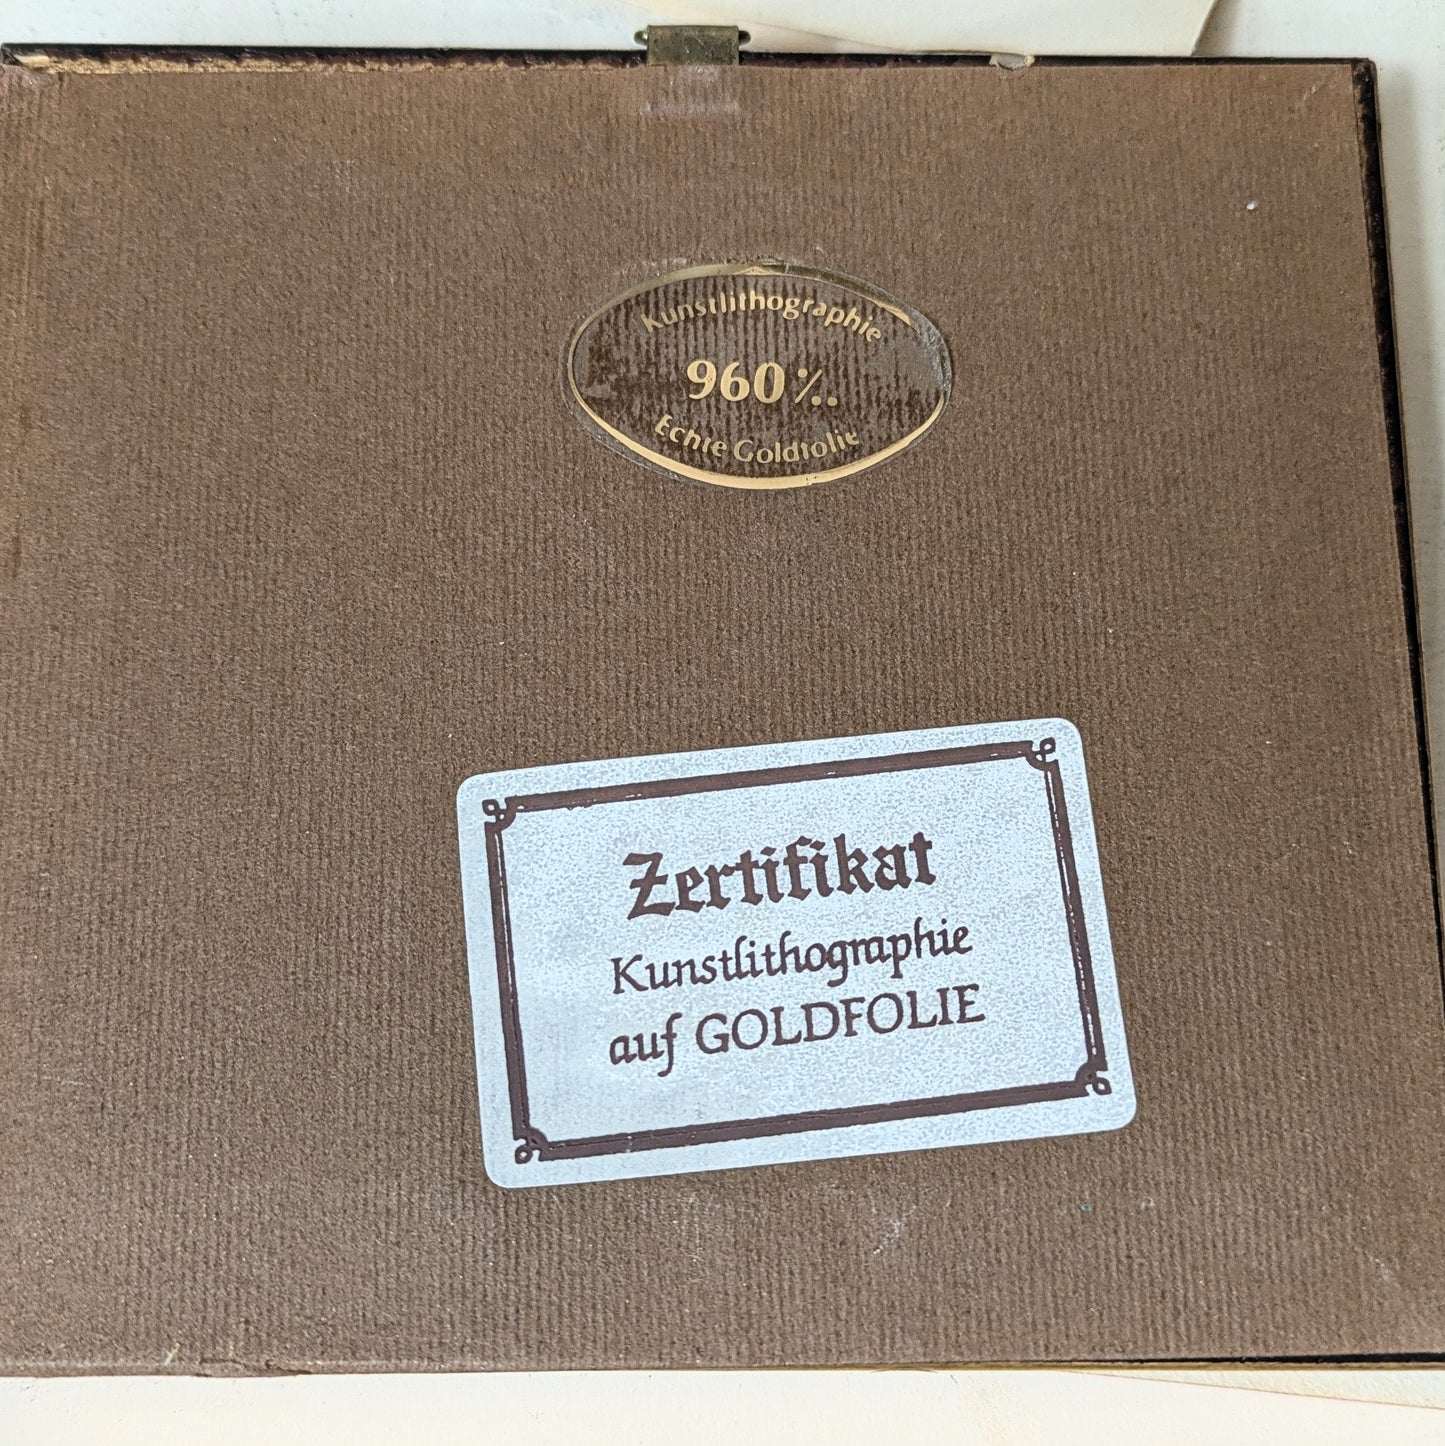 Kunstlithographie
960 ‰
Echte Goldfolie
Zertifikat
Kunstlithographie
auf GOLDFOLIE